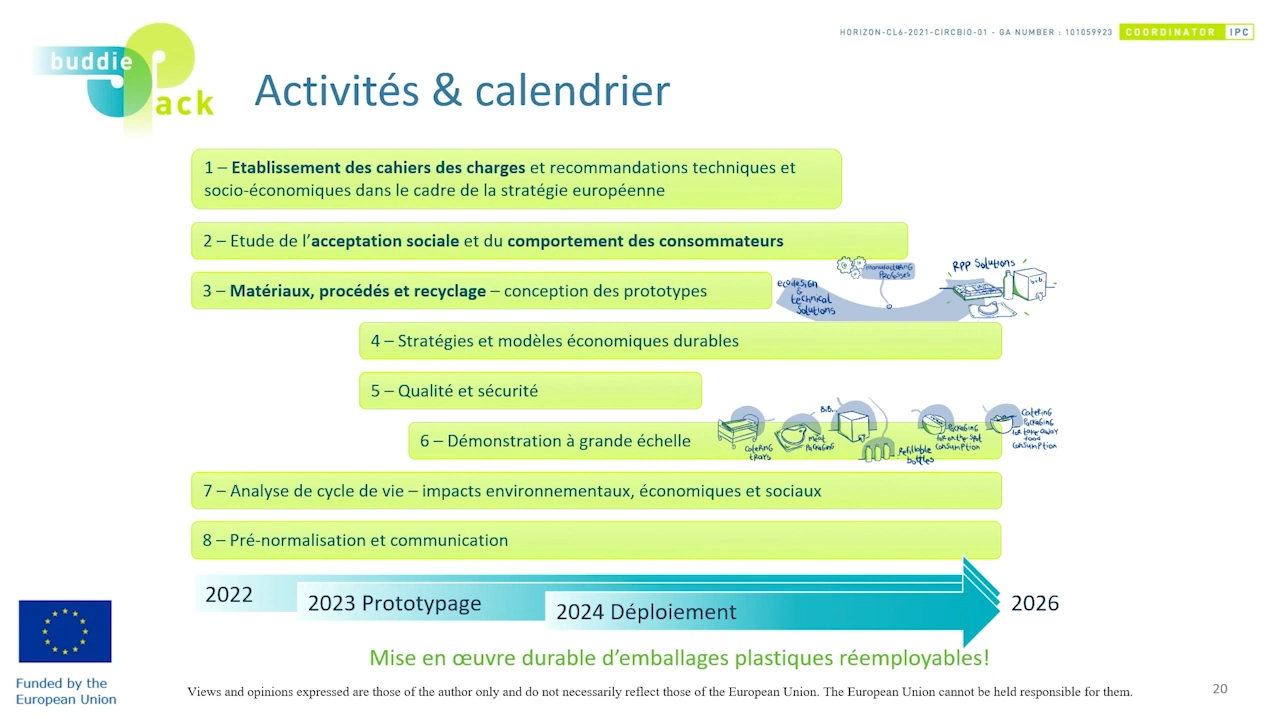 buddie
Pack
HORIZON-CL6-2021-CIRCBIO-01 - GA NUMBER : 101059923 COORDINATOR IPC
Activités & calendrier
1 – Etablissement des cahiers des charges et recommandations techniques et
socio-économiques dans le cadre de la stratégie européenne
2 – Etude de l'acceptation sociale et du comportement des consommateurs
3 – Matériaux, procédés et recyclage – conception des prototypes
ecodesign
&
technical
solutions
manufacturing
processes
RPP Solutions
4 – Stratégies et modèles économiques durables
5 – Qualité et sécurité
6 – Démonstration à grande échelle
catering
trays
meat
packaging
BiB...
Refillable
bottles
Packaging
for on-the-spot
consumption
Catering
Packaging
for take away
food
consumption
7 – Analyse de cycle de vie – impacts environnementaux, économiques et sociaux
8 – Pré-normalisation et communication
2022
2023 Prototypage
2024 Déploiement
2026
Mise en œuvre durable d'emballages plastiques réemployables!
Funded by the
European Union
Views and opinions expressed are those of the author only and do not necessarily reflect those of the European Union. The European Union cannot be held responsible for them.
20